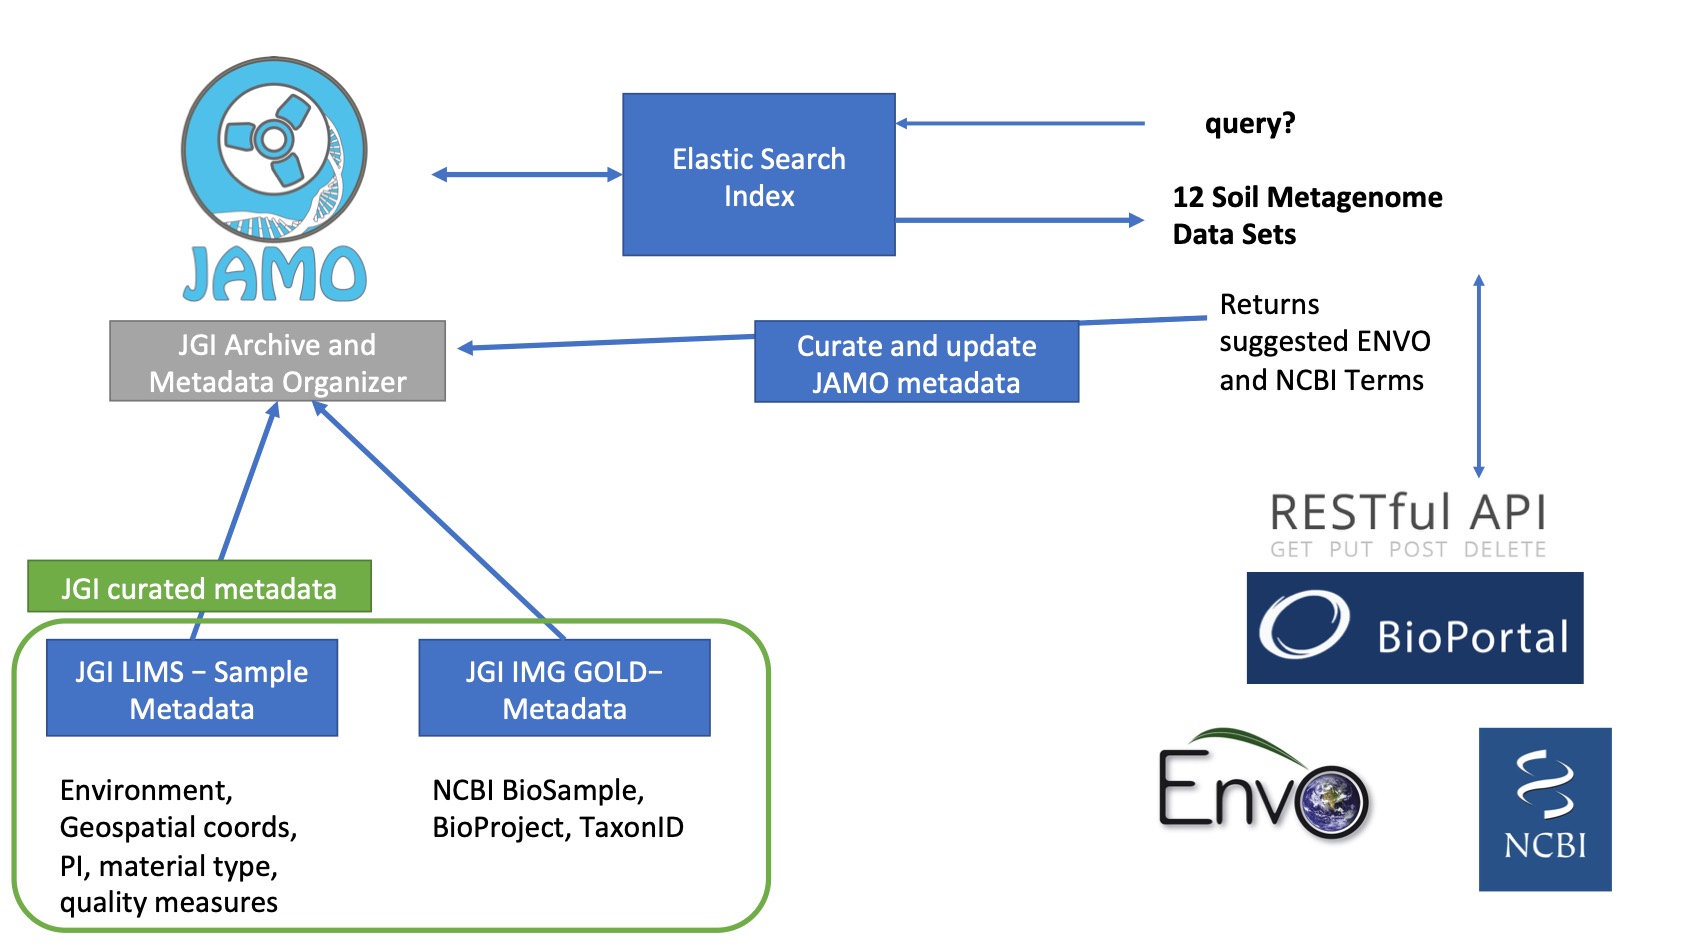 JAMO
JGI Archive and
Metadata Organizer
Elastic Search
Index
query?
12 Soil Metagenome
Data Sets
Curate and update
JAMO metadata
Returns
suggested ENVO
and NCBI Terms
RESTful API
GET PUT POST DELETE
BioPortal
EnvO
NCBI
JGI curated metadata
JGI LIMS – Sample
Metadata
Environment,
Geospatial coords,
PI, material type,
quality measures
JGI IMG GOLD–
Metadata
NCBI BioSample,
BioProject, TaxonID